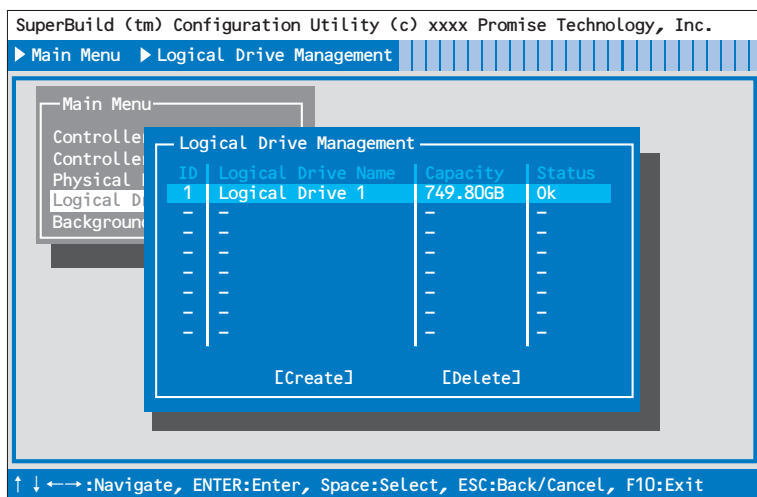 SuperBuild (tm) Configuration Utility (c) xxxx Promise Technology, Inc.
▶ Main Menu ▶ Logical Drive Management
Main Menu
Controlle
Controlle
Physical
Logical D
Backgroun
Logical Drive Management
ID Logical Drive Name Capacity Status
1 Logical Drive 1 749.80GB Ok
– – – –
– – – –
– – – –
– – – –
– – – –
– – – –
– – – –
[Create] [Delete]
↑ ↓ ←→ :Navigate, ENTER:Enter, Space:Select, ESC:Back/Cancel, F10:Exit